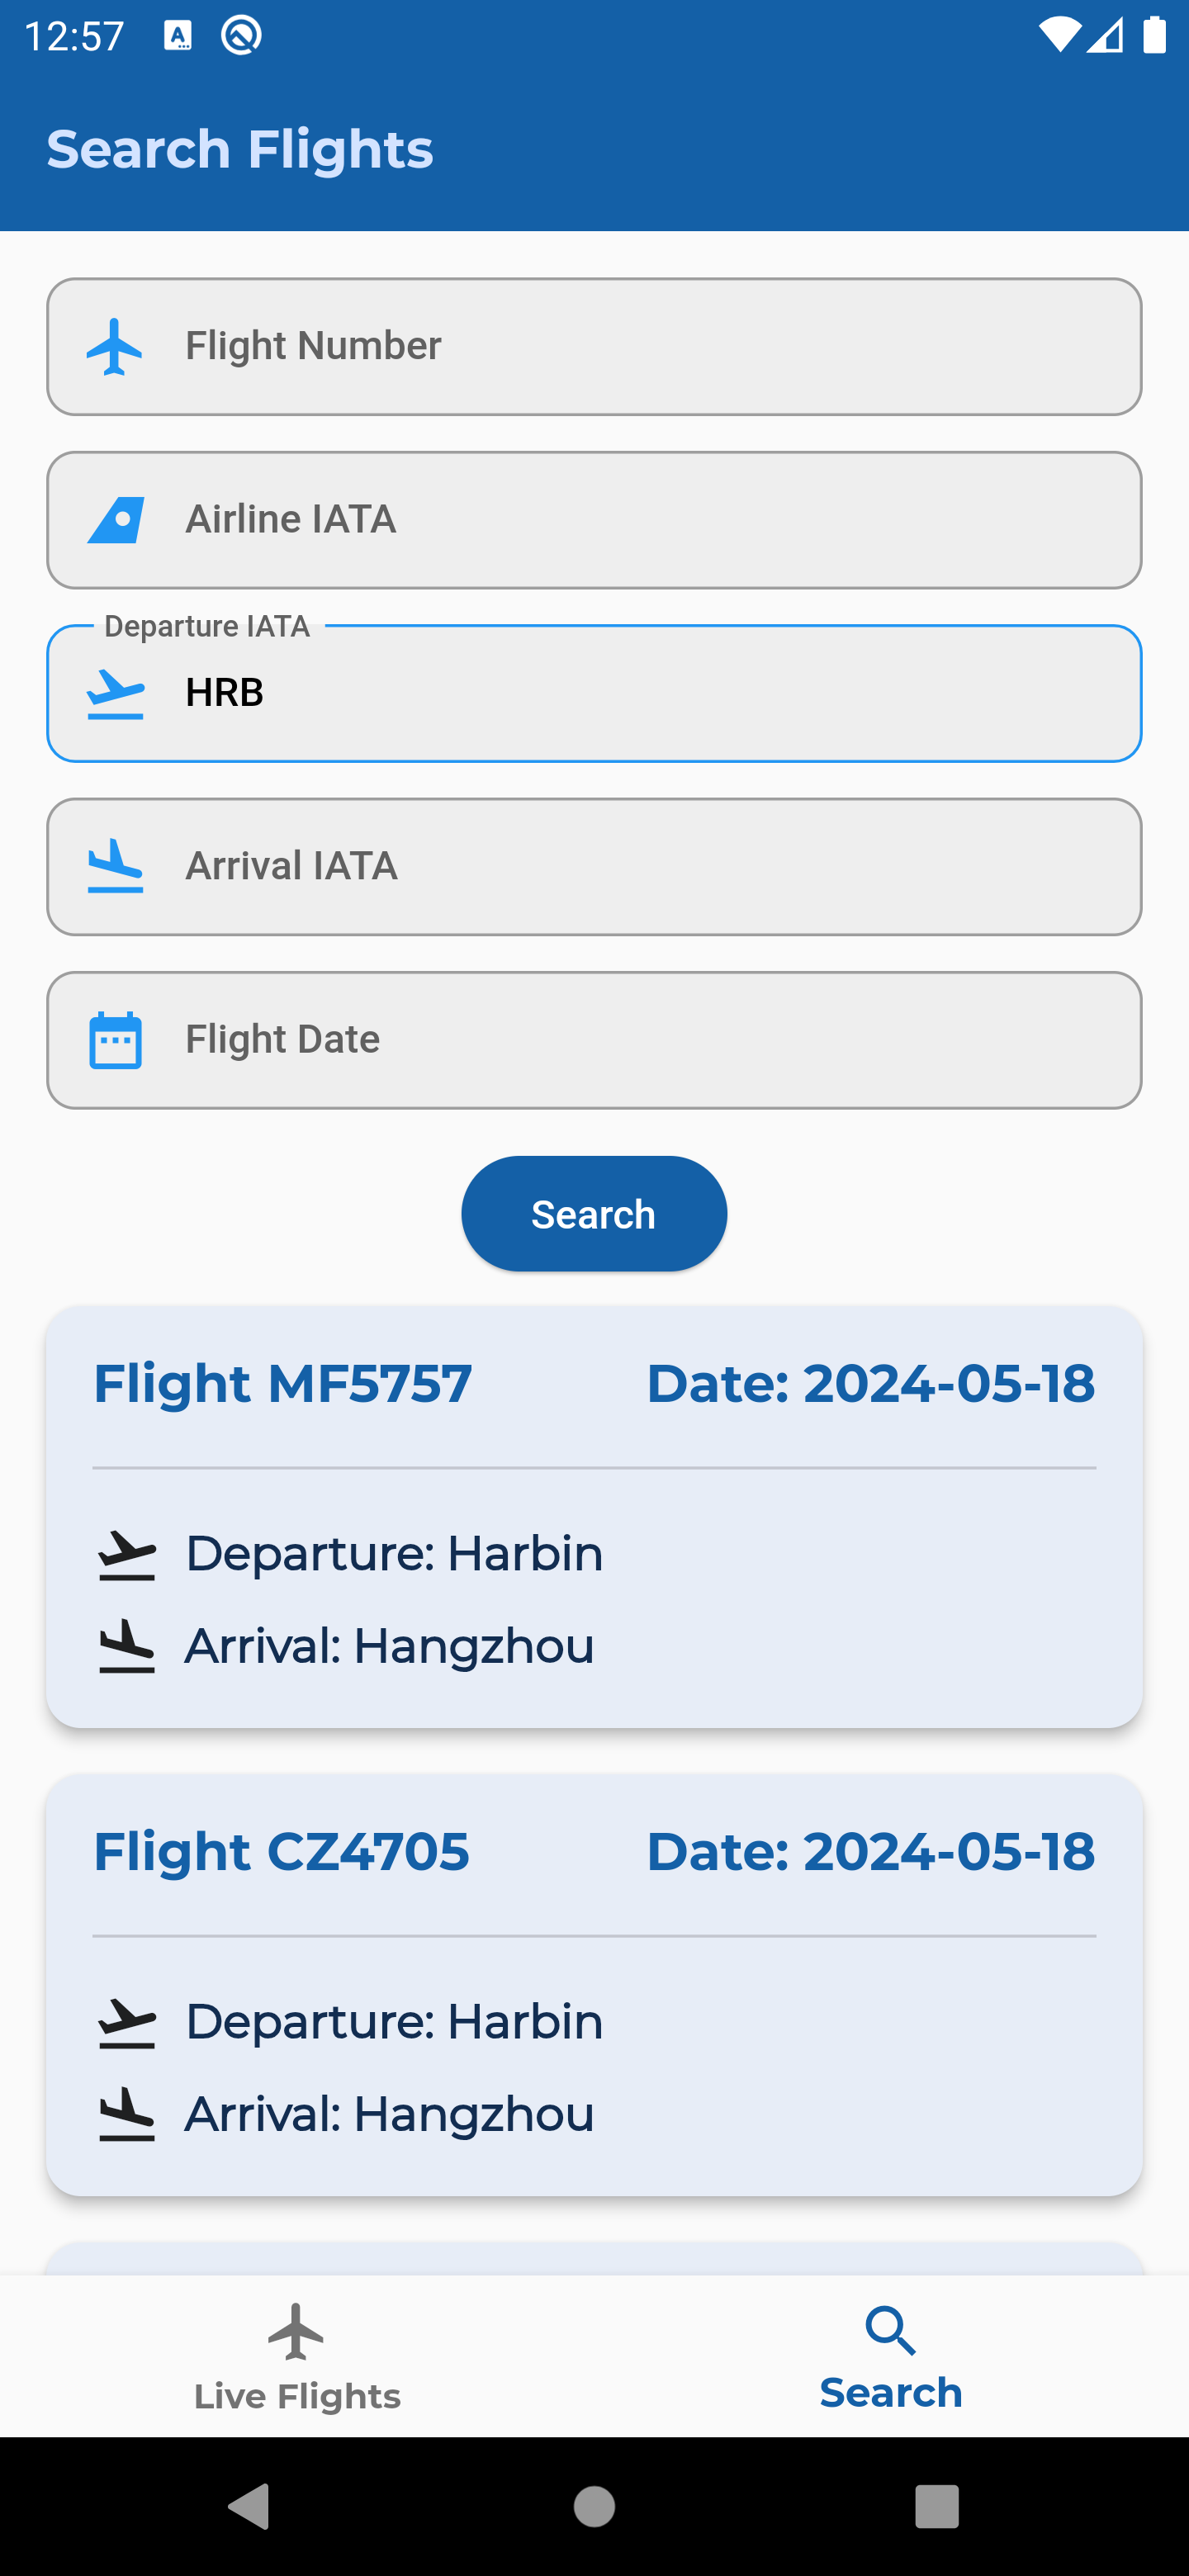 12:57
Search Flights
Flight Number
Airline IATA
Departure IATA
HRB
Arrival IATA
Flight Date
Search
Flight MF5757 Date: 2024-05-18
Departure: Harbin
Arrival: Hangzhou
Flight CZ4705 Date: 2024-05-18
Departure: Harbin
Arrival: Hangzhou
Live Flights Search